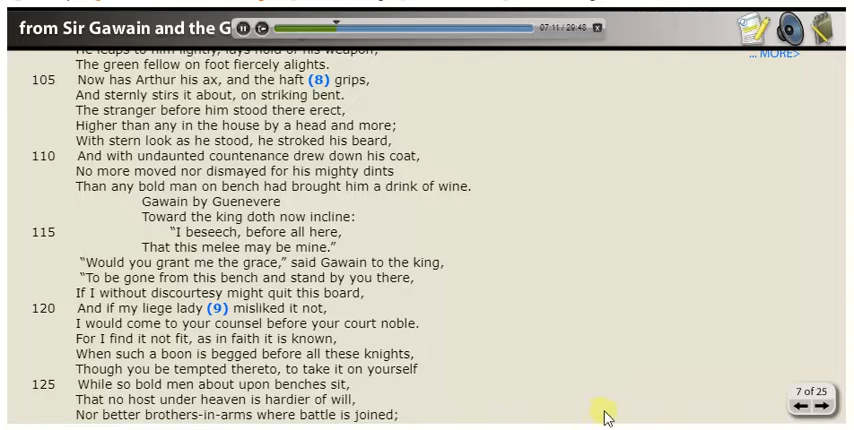 from Sir Gawain and the G
07:11 / 29:48
... MORE>
He leaps to him lightly, lays hold of his weapon;
The green fellow on foot fiercely alights.
105 Now has Arthur his ax, and the haft (8) grips,
And sternly stirs it about, on striking bent.
The stranger before him stood there erect,
Higher than any in the house by a head and more;
With stern look as he stood, he stroked his beard,
110 And with undaunted countenance drew down his coat,
No more moved nor dismayed for his mighty dints
Than any bold man on bench had brought him a drink of wine.
Gawain by Guenevere
Toward the king doth now incline:
115 “I beseech, before all here,
That this melee may be mine.”
“Would you grant me the grace,” said Gawain to the king,
“To be gone from this bench and stand by you there,
If I without discourtesy might quit this board,
120 And if my liege lady (9) misliked it not,
I would come to your counsel before your court noble.
For I find it not fit, as in faith it is known,
When such a boon is begged before all these knights,
Though you be tempted thereto, to take it on yourself
125 While so bold men about upon benches sit,
That no host under heaven is hardier of will,
Nor better brothers-in-arms where battle is joined;
7 of 25